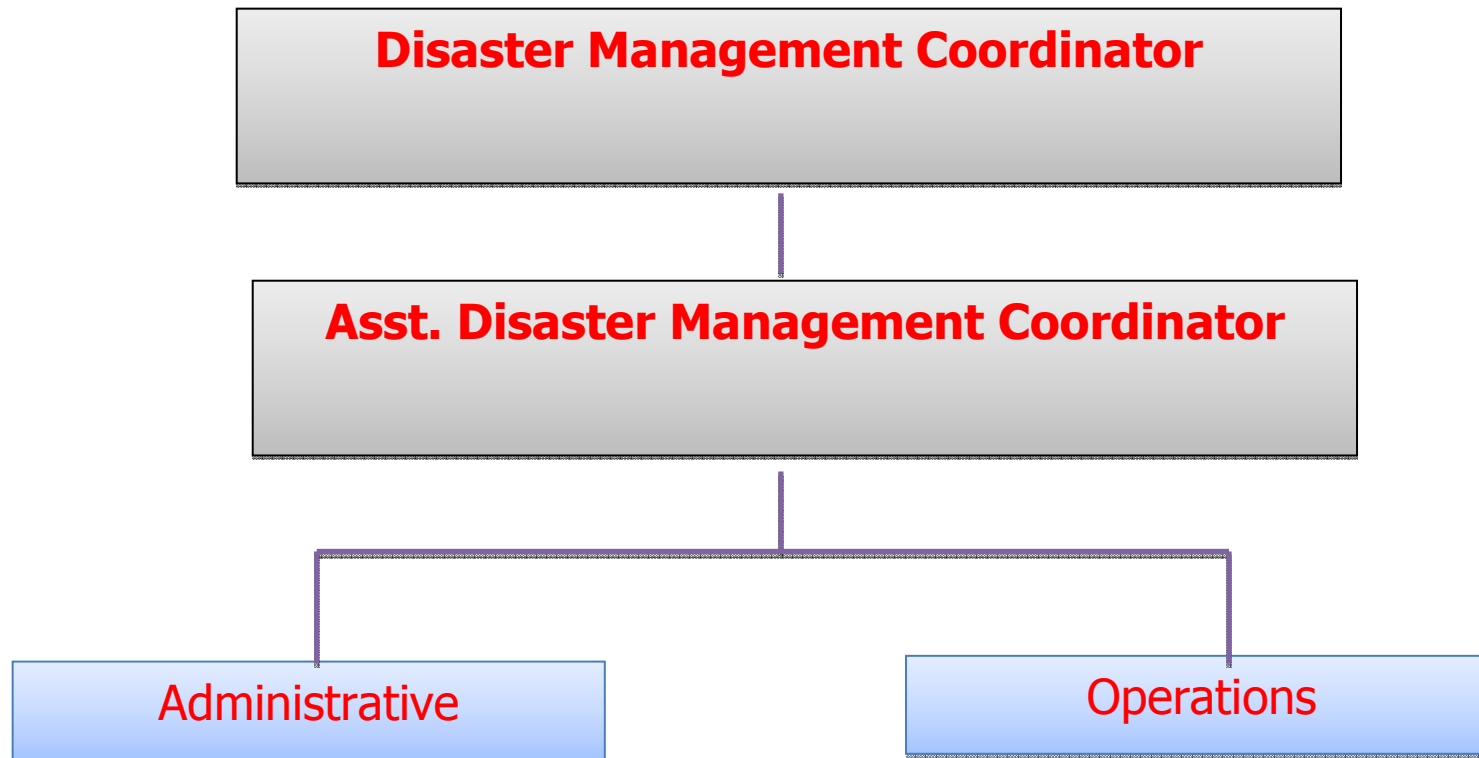 Disaster Management Coordinator
Asst. Disaster Management Coordinator
Administrative
Operations